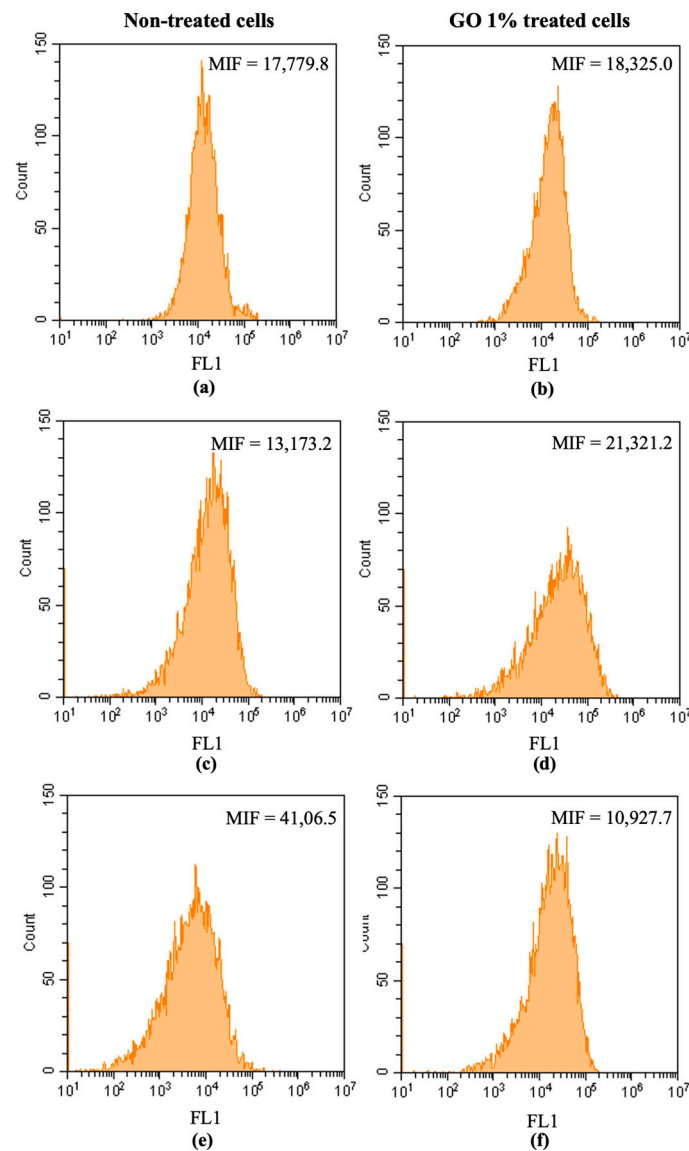 Non-treated cells GO 1% treated cells
150 MIF = 17,779.8
100
Count
50
0
10 10² 10³ 10⁴ 10⁵ 10⁶ 10⁷
FL1
(a)
150 MIF = 18,325.0
100
Count
50
0
10¹ 10² 10³ 10⁴ 10⁵ 10⁶ 10⁷
FL1
(b)
150 MIF = 13,173.2
100
Count
50
0
10¹ 10² 10³ 10⁴ 10⁵ 10⁶ 10⁷
FL1
(c)
150 MIF = 21,321.2
100
Count
50
0
10¹ 10² 10³ 10⁴ 10⁵ 10⁶ 10⁷
FL1
(d)
150 MIF = 41,06.5
100
Count
50
0
10¹ 10² 10³ 10⁴ 10⁵ 10⁶ 10⁷
FL1
(e)
150 MIF = 10,927.7
100
Count
50
0
10¹ 10² 10³ 10⁴ 10⁵ 10⁶ 10⁷
FL1
(f)